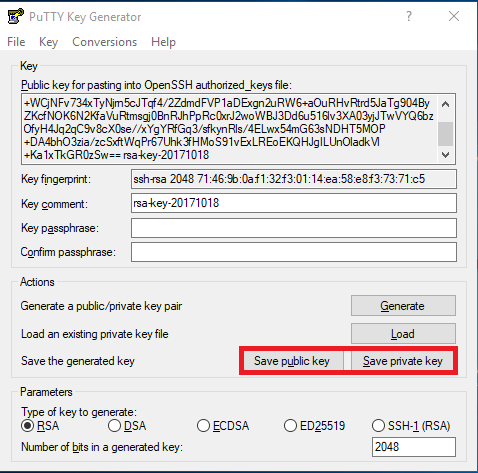 PuTTY Key Generator
File Key Conversions Help
Key
Public key for pasting into OpenSSH authorized_keys file:
+WCjNFv734xTyNjm5cJTqf4/2ZdmdFVP1aDExgn2uRW6+aOuRHvRtrd5JaTg904By
ZKcfNOK6N2KfaVuRtmsgj0BnRJhPpRc0xrJ2woWBJ3Dd6u516lv3XA03yjJTwVYQ6bz
OfyH4Jq2qC9v8cX0se//xYgYRfGq3/sfkynRIs/4ELwx54mG63sNDHT5MOP
+DA4bhO3zia/zcSxftWqPr67Uhk3fHMoS91vExLREoEKQHJgILUnOladkVI
+Ka1xTkGR0zSw== rsa-key-20171018
Key fingerprint: ssh-rsa 2048 71:46:9b:0a:f1:32:f3:01:14:ea:58:e8:f3:73:71:c5
Key comment: rsa-key-20171018
Key passphrase:
Confirm passphrase:
Actions
Generate a public/private key pair Generate
Load an existing private key file Load
Save the generated key Save public key Save private key
Parameters
Type of key to generate:
RSA DSA ECDSA ED25519 SSH-1 (RSA)
Number of bits in a generated key: 2048